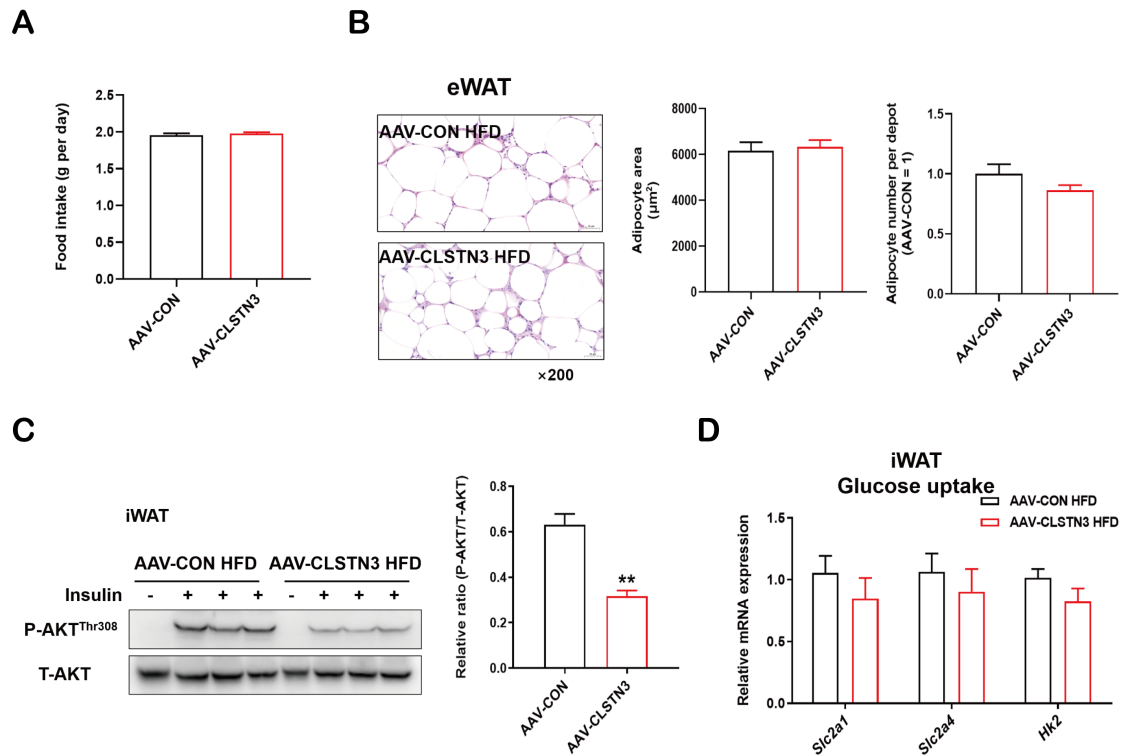 A
Food intake (g per day)
2.5
2.0
1.5
1.0
0.5
0.0
AAV-CON
AAV-CLSTN3
B
eWAT
AAV-CON HFD
AAV-CLSTN3 HFD
×200
Adipocyte area
(μm²)
8000
6000
4000
2000
0
AAV-CON
AAV-CLSTN3
Adipocyte number per depot
(AAV-CON = 1)
1.5
1.0
0.5
0.0
AAV-CON
AAV-CLSTN3
C
iWAT
AAV-CON HFD AAV-CLSTN3 HFD
Insulin - + + + - + + +
P-AKTThr308
T-AKT
Relative ratio (P-AKT/T-AKT)
0.8
0.6
0.4
0.2
0.0
**
AAV-CON
AAV-CLSTN3
D
iWAT
Glucose uptake
AAV-CON HFD
AAV-CLSTN3 HFD
Relative mRNA expression
1.5
1.0
0.5
0.0
Slc2a1
Slc2a4
Hk2